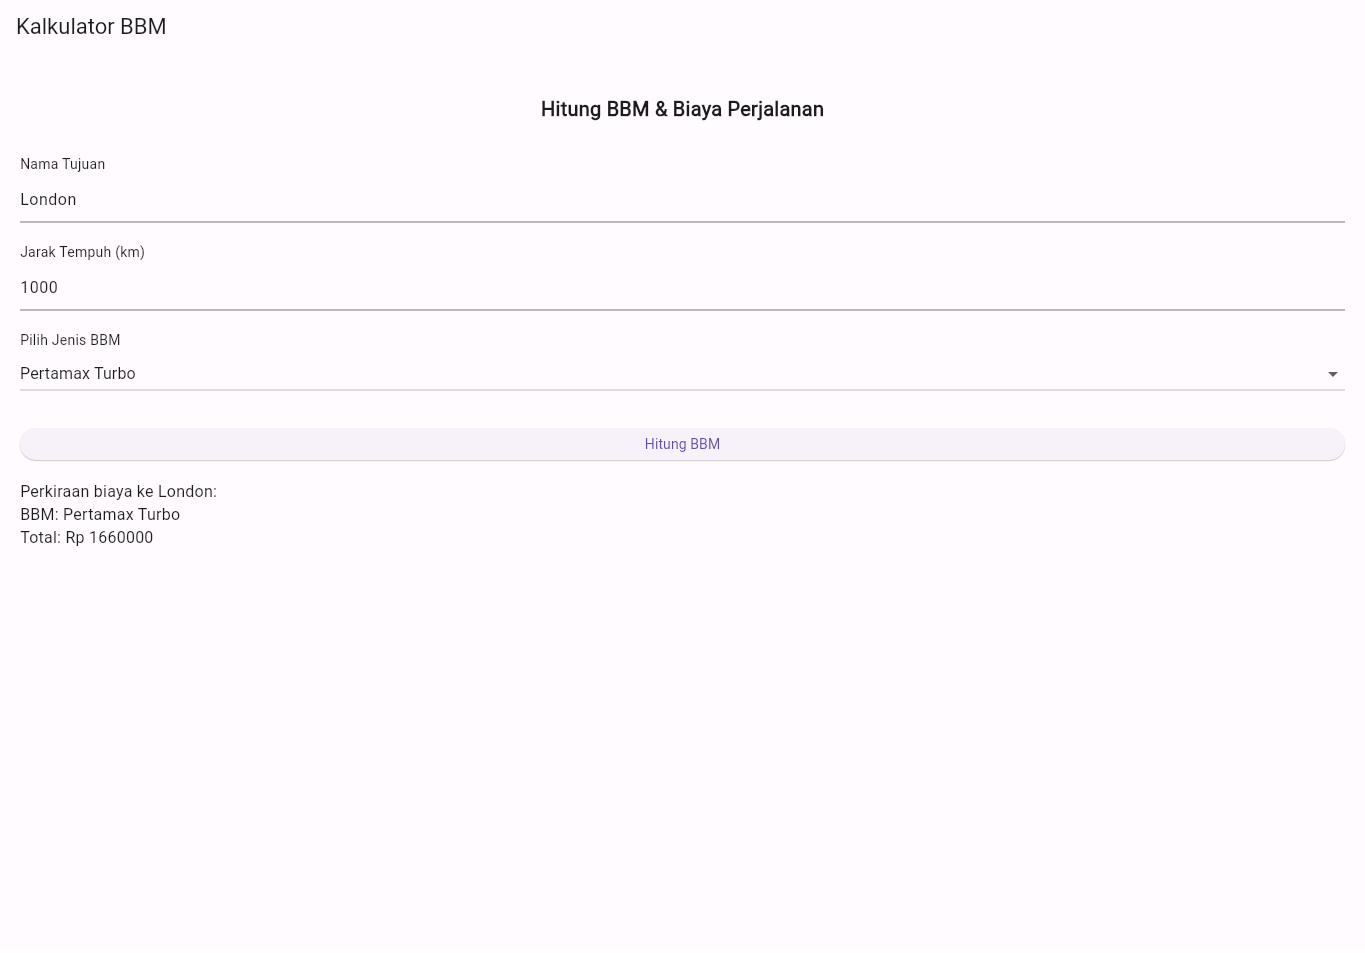 Kalkulator BBM
Hitung BBM & Biaya Perjalanan
Nama Tujuan
London
Jarak Tempuh (km)
1000
Pilih Jenis BBM
Pertamax Turbo
Hitung BBM
Perkiraan biaya ke London:
BBM: Pertamax Turbo
Total: Rp 1660000